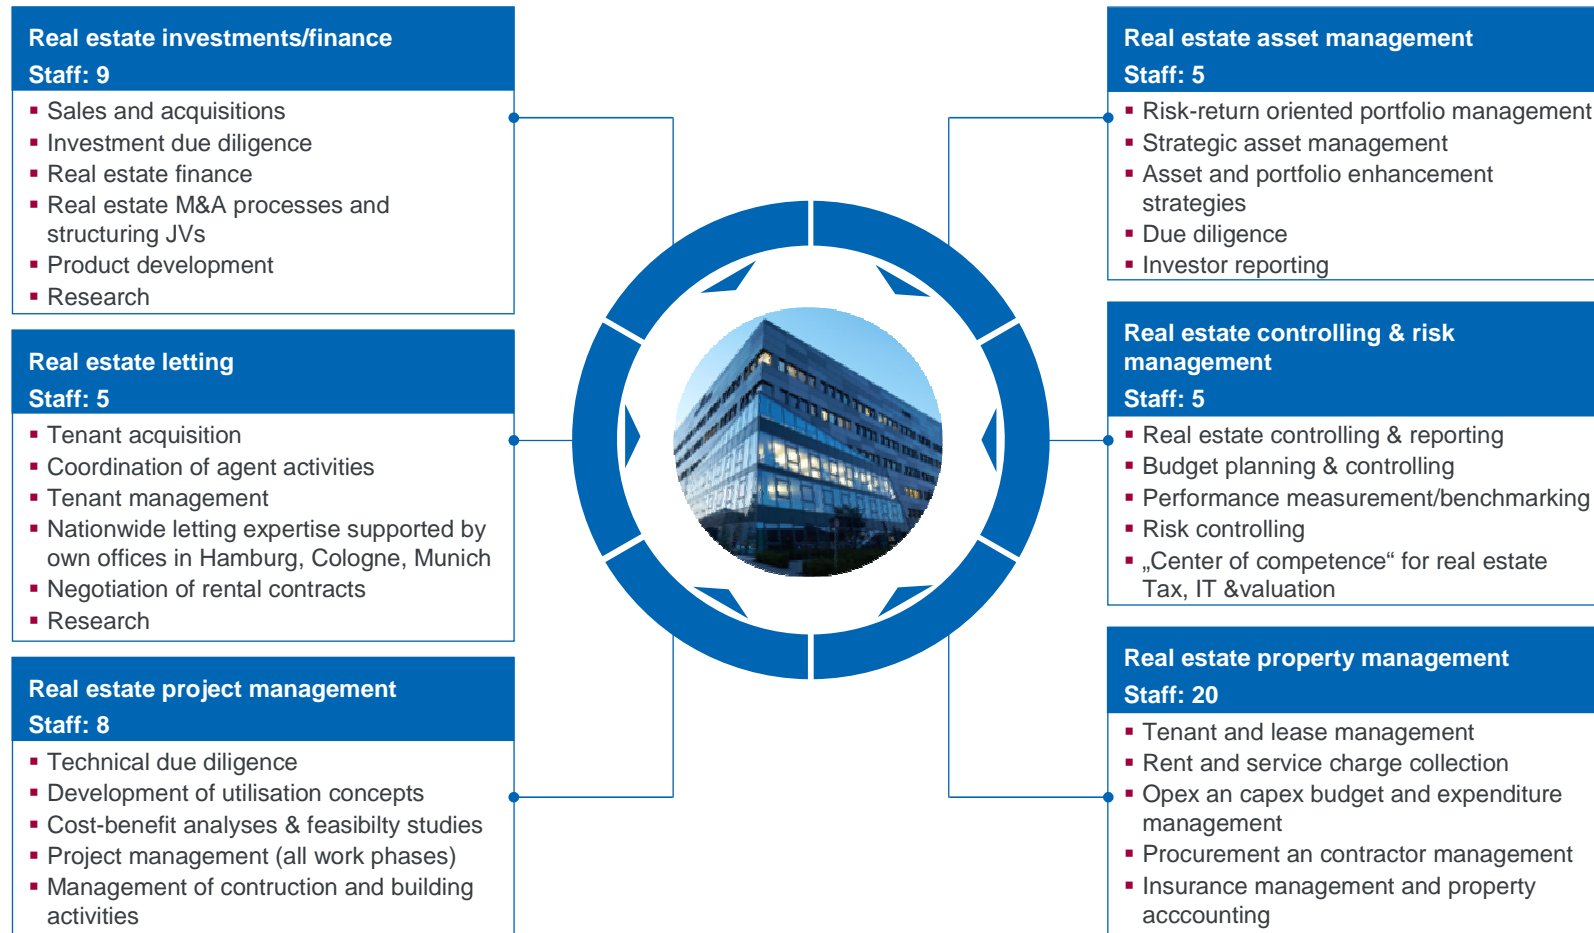 Real estate investments/finance
Staff: 9
Sales and acquisitions
Investment due diligence
Real estate finance
Real estate M&A processes and
structuring JVs
Product development
Research
Real estate letting
Staff: 5
Tenant acquisition
Coordination of agent activities
Tenant management
Nationwide letting expertise supported by
own offices in Hamburg, Cologne, Munich
Negotiation of rental contracts
Research
Real estate project management
Staff: 8
Technical due diligence
Development of utilisation concepts
Cost-benefit analyses & feasibilty studies
Project management (all work phases)
Management of contruction and building
activities
Real estate asset management
Staff: 5
Risk-return oriented portfolio management
Strategic asset management
Asset and portfolio enhancement
strategies
Due diligence
Investor reporting
Real estate controlling & risk
management
Staff: 5
Real estate controlling & reporting
Budget planning & controlling
Performance measurement/benchmarking
Risk controlling
„Center of competence“ for real estate
Tax, IT &valuation
Real estate property management
Staff: 20
Tenant and lease management
Rent and service charge collection
Opex an capex budget and expenditure
management
Procurement an contractor management
Insurance management and property
acccounting